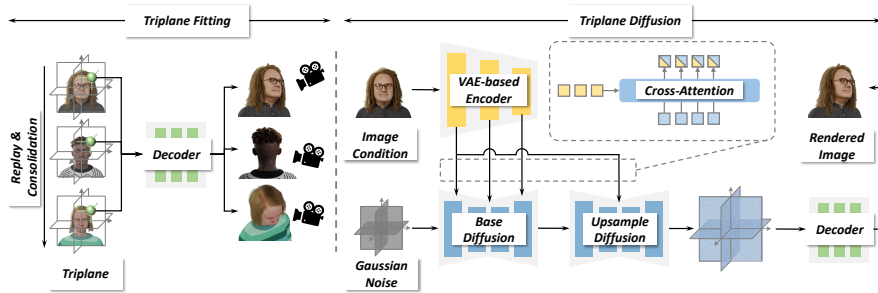 Triplane Fitting
Triplane Diffusion
Replay &
Consolidation
Decoder
Triplane
VAE-based
Encoder
Cross-Attention
Image
Condition
Rendered
Image
Gaussian
Noise
Base
Diffusion
Upsample
Diffusion
Decoder